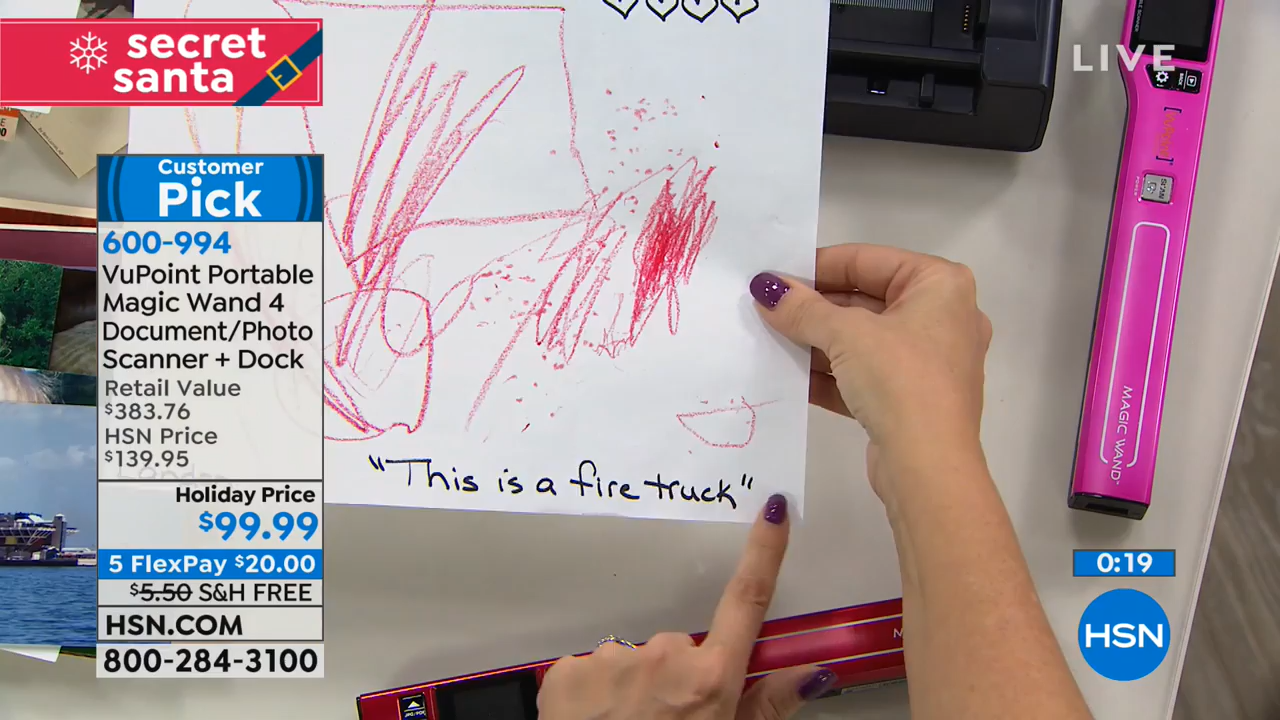 secret
santa
LIVE
Customer
Pick
600-994
VuPoint Portable
Magic Wand 4
Document/Photo
Scanner + Dock
Retail Value
$383.76
HSN Price
$139.95
Holiday Price
$99.99
5 FlexPay $20.00
$5.50 S&H FREE
HSN.COM
800-284-3100
"This is a fire truck"
SCAN
MAGIC WAND
0:19
HSN